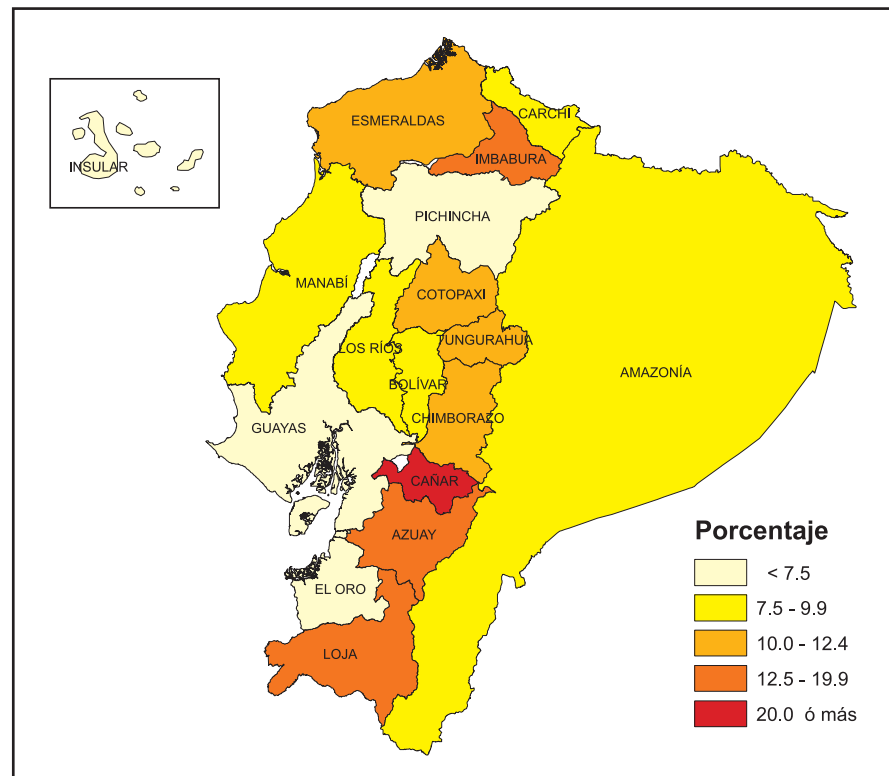 ESMERALDAS
CARCHI
IMBABURA
INSULAR
PICHINCHA
MANABÍ
COTOPAXI
TUNGURAHUA
LOS RÍOS
BOLÍVAR
AMAZONÍA
CHIMBORAZO
GUAYAS
CAÑAR
AZUAY
EL ORO
LOJA
Porcentaje
< 7.5
7.5 - 9.9
10.0 - 12.4
12.5 - 19.9
20.0 ó más